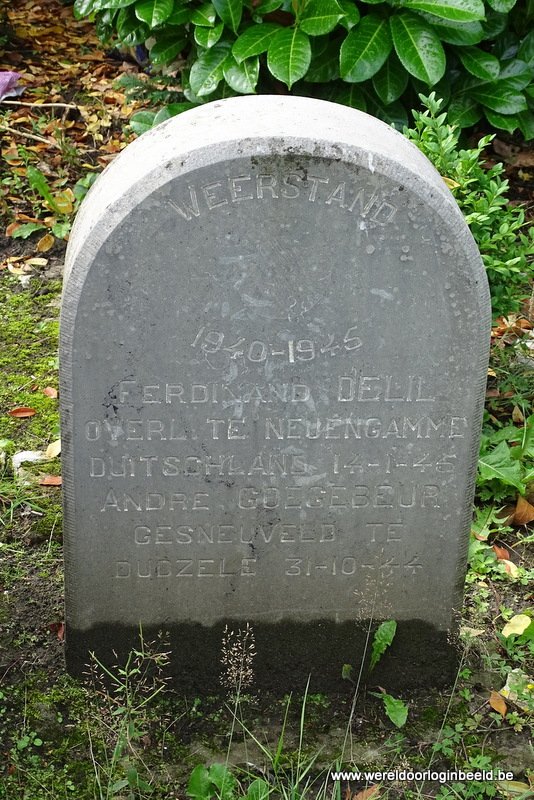 WEERSTAND
1940-1945
FERDINAND DELIL
OVERL. TE NEUENGAMME
DUITSCHLAND 14-1-45
ANDRE GOEGEBEUR
GESNEUVELD TE
DUDZELE 31-10-44
www.wereldoorloginbeeld.be